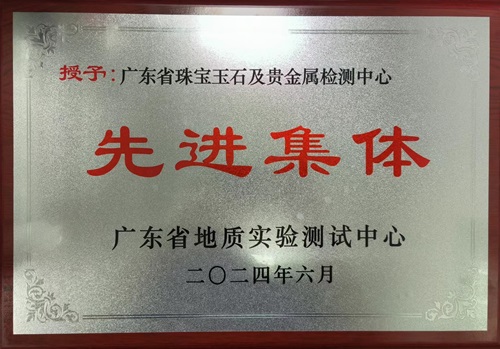 授予：广东省珠宝玉石及贵金属检测中心
先进集体
广东省地质实验测试中心
二〇二四年六月